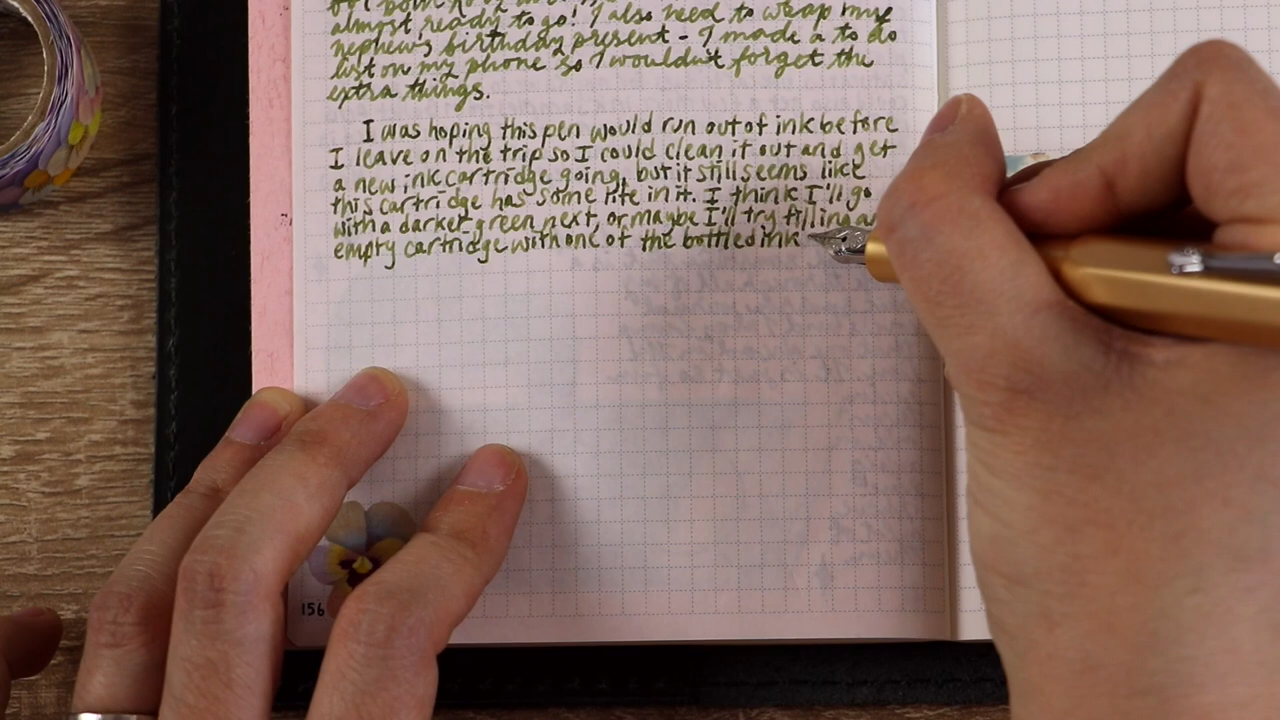 almost ready to go! I also need to wrap my
nephew's birthday present - I made a to do
list on my phone so I wouldn't forget the
extra things.
I was hoping this pen would run out of ink before
I leave on the trip so I could clean it out and get
a new ink cartridge going, but it still seems like
this cartridge has some life in it. I think I'll go
with a darker green next, or maybe I'll try filling an
empty cartridge with one of the bottled ink
156